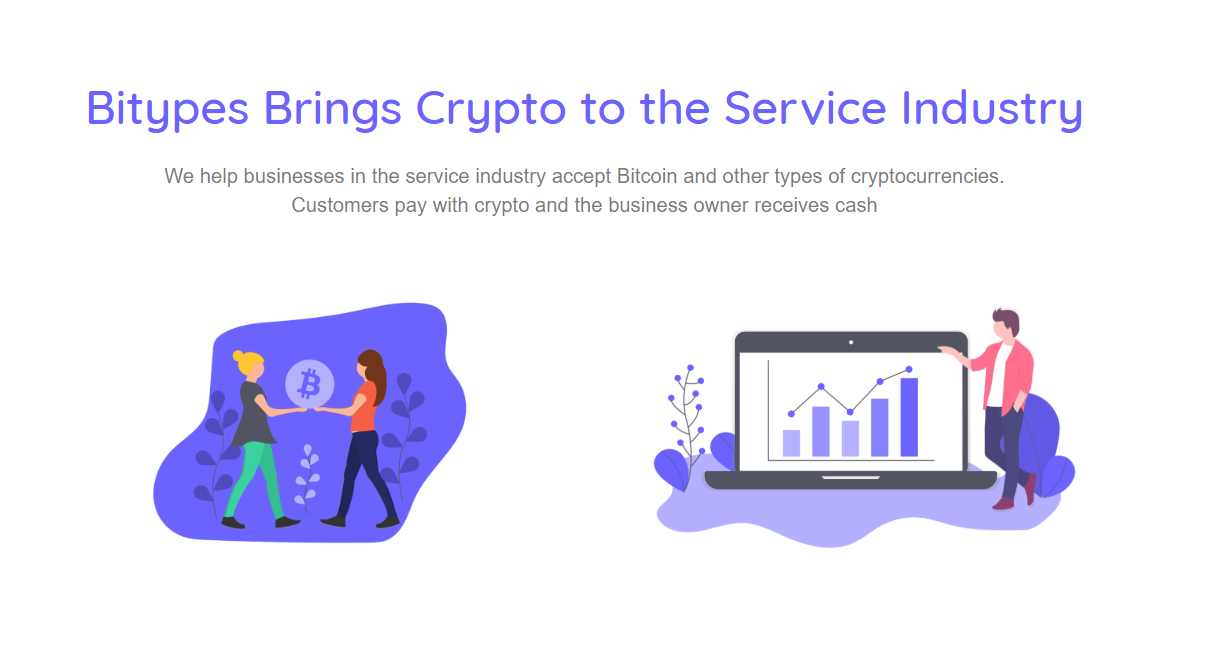 Bitypes Brings Crypto to the Service Industry
We help businesses in the service industry accept Bitcoin and other types of cryptocurrencies.
Customers pay with crypto and the business owner receives cash